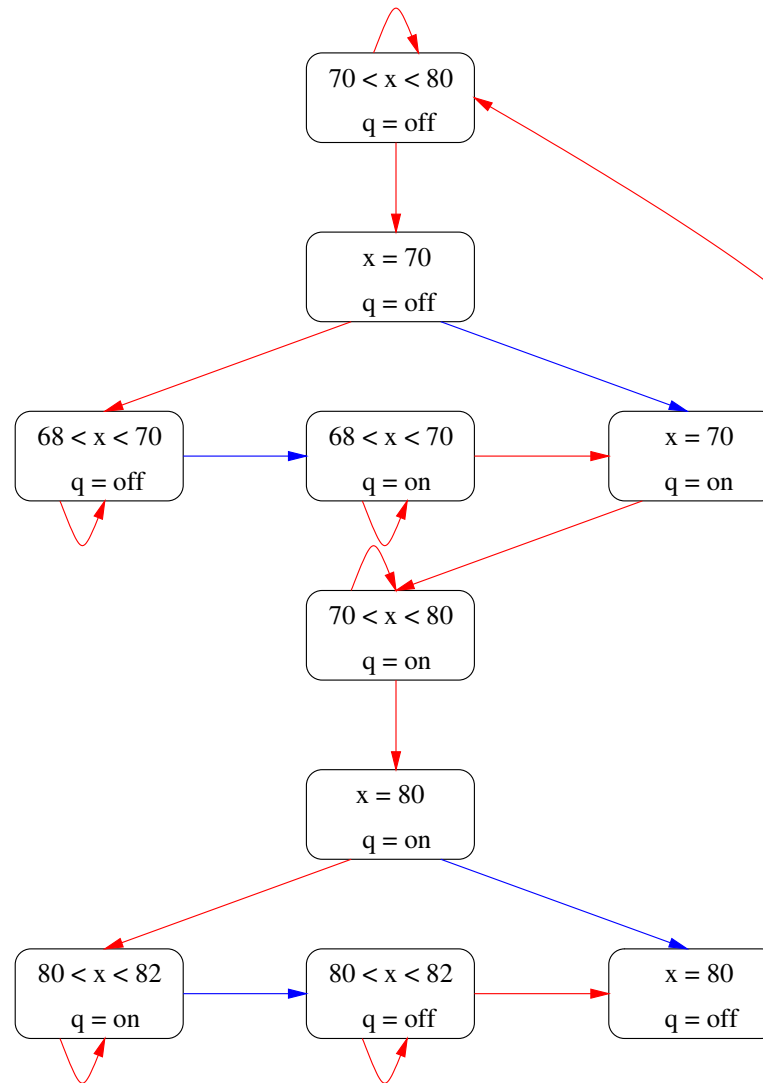 70 < x < 80
q = off
x = 70
q = off
68 < x < 70
q = off
68 < x < 70
q = on
x = 70
q = on
70 < x < 80
q = on
x = 80
q = on
80 < x < 82
q = on
80 < x < 82
q = off
x = 80
q = off